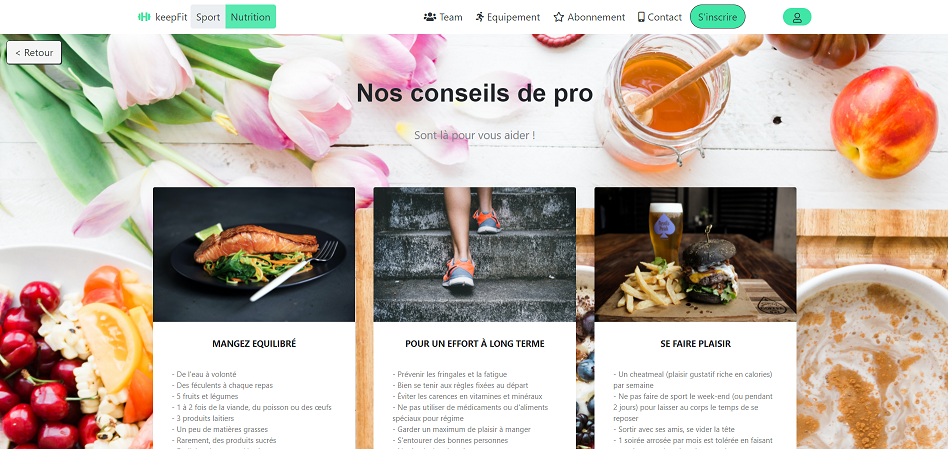 keepFit Sport Nutrition Team Equipement Abonnement Contact S'inscrire
< Retour
Nos conseils de pro
Sont là pour vous aider !
MANGEZ EQUILIBRÉ
- De l'eau à volonté
- Des féculents à chaque repas
- 5 fruits et légumes
- 1 à 2 fois de la viande, du poisson ou des œufs
- 3 produits laitiers
- Un peu de matières grasses
- Rarement, des produits sucrés
POUR UN EFFORT À LONG TERME
- Prévenir les fringales et la fatigue
- Bien se tenir aux règles fixées au départ
- Éviter les carences en vitamines et minéraux
- Ne pas utiliser de médicaments ou d'aliments
spéciaux pour régime
- Garder un maximum de plaisir à manger
- S'entourer des bonnes personnes
SE FAIRE PLAISIR
- Un cheatmeal (plaisir gustatif riche en calories)
par semaine
- Ne pas faire de sport le week-end (ou pendant
2 jours) pour laisser au corps le temps de se
reposer
- Sortir avec ses amis, se vider la tête
- 1 soirée arrosée par mois est tolérée en faisant